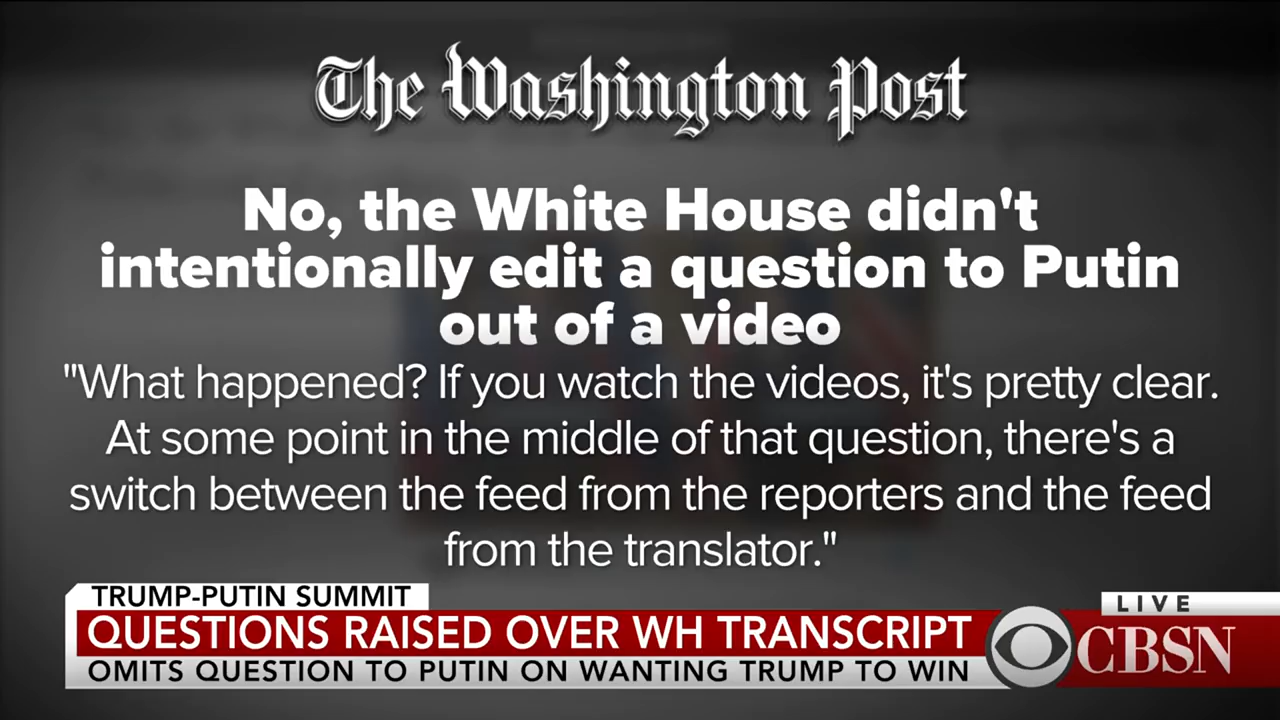 The Washington Post
No, the White House didn't
intentionally edit a question to Putin
out of a video
"What happened? If you watch the videos, it's pretty clear.
At some point in the middle of that question, there's a
switch between the feed from the reporters and the feed
from the translator."
TRUMP-PUTIN SUMMIT
QUESTIONS RAISED OVER WH TRANSCRIPT
OMITS QUESTION TO PUTIN ON WANTING TRUMP TO WIN
LIVE
CBSN